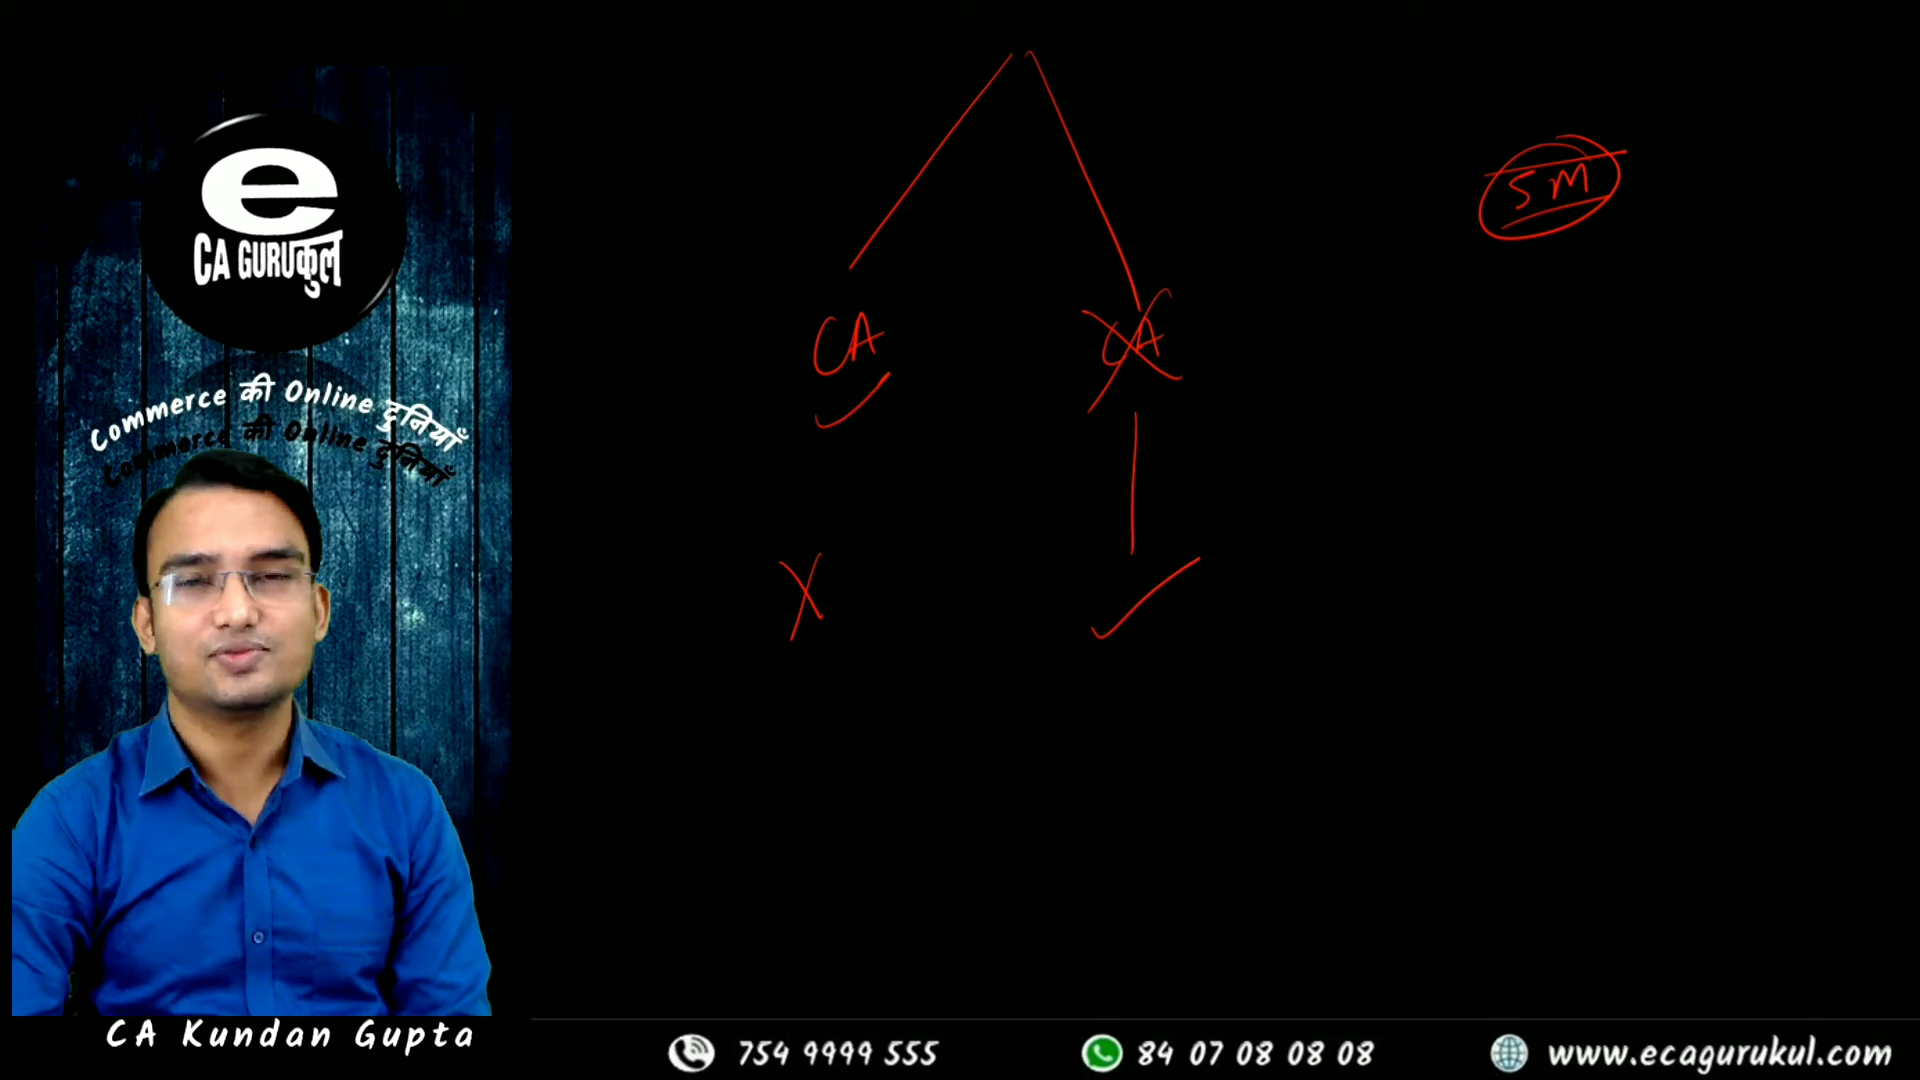 e
CA GURUकुल
Commerce की Online दुनियाँ
CA Kundan Gupta
5M
CA
CA
754 9999 555
84 07 08 08 08
www.ecagurukul.com